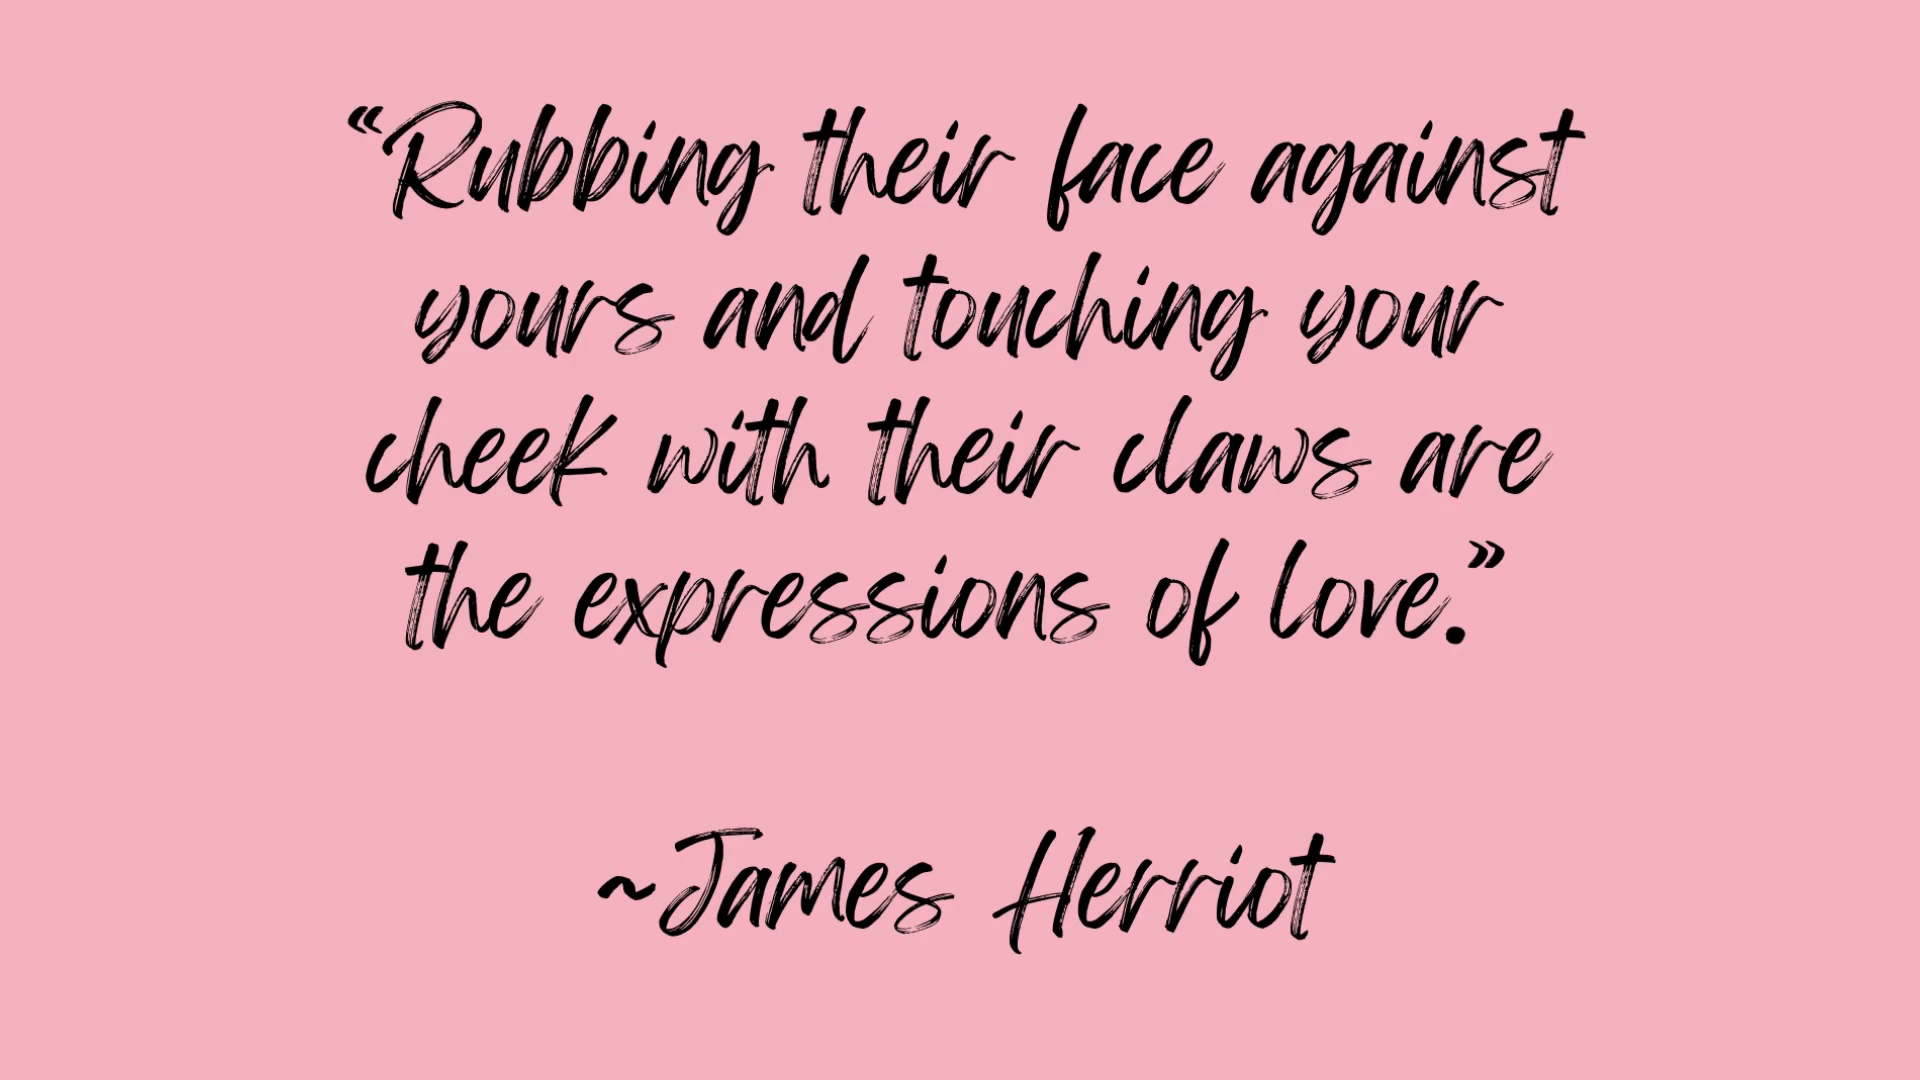 “Rubbing their face against
yours and touching your
cheek with their claws are
the expressions of love.”
~James Herriot